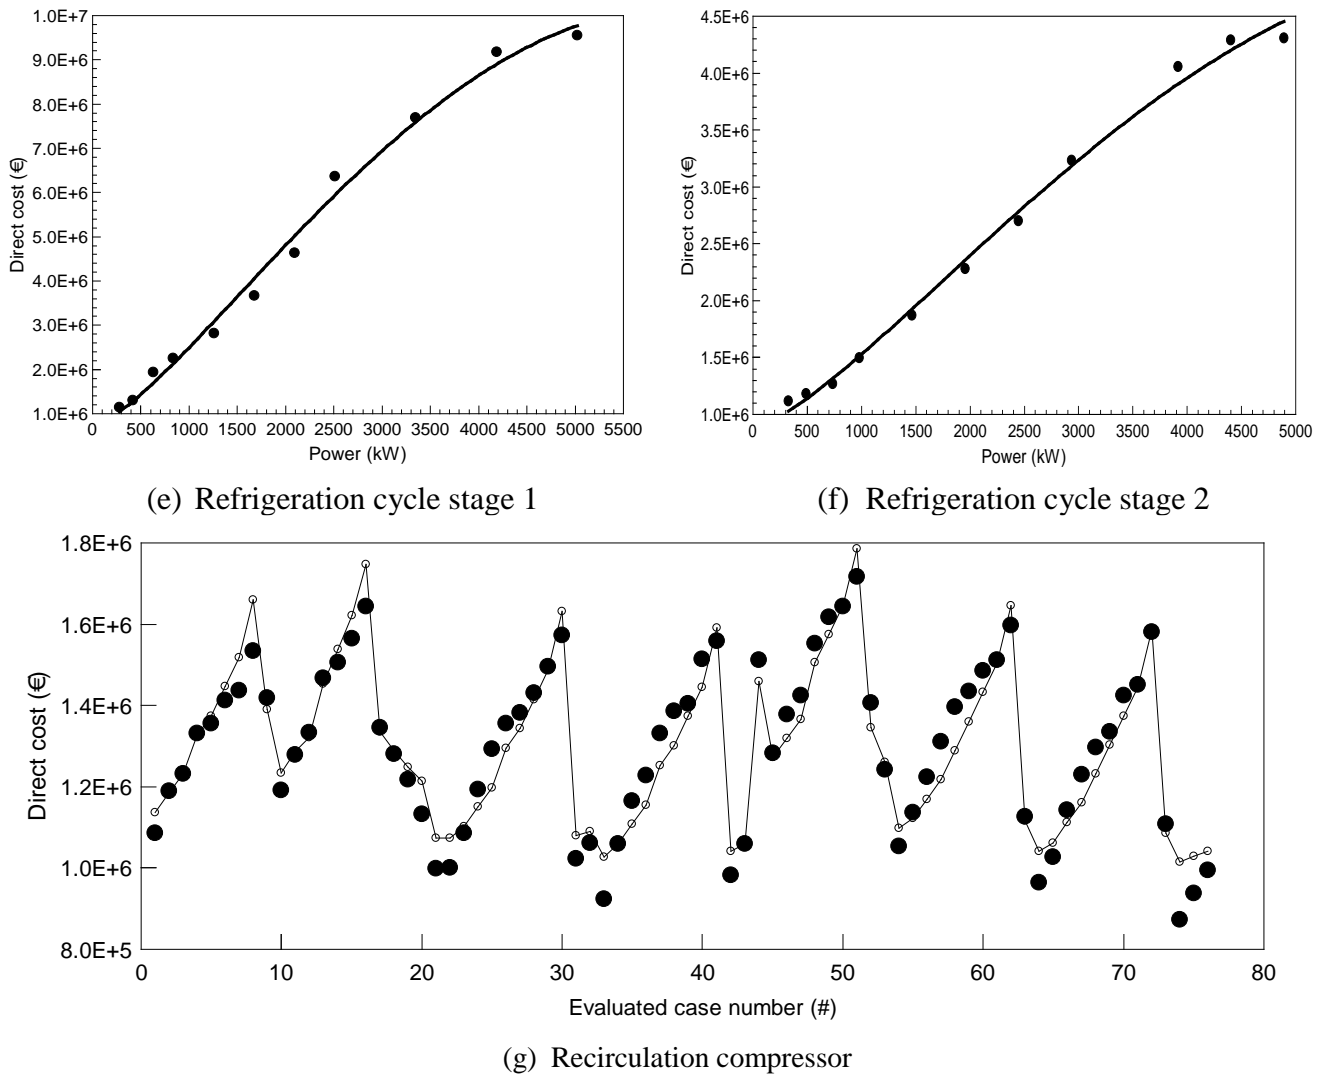 1.0E+7
9.0E+6
8.0E+6
7.0E+6
6.0E+6
5.0E+6
4.0E+6
3.0E+6
2.0E+6
1.0E+6
Direct cost (€)
0 500 1000 1500 2000 2500 3000 3500 4000 4500 5000 5500
Power (kW)
(e) Refrigeration cycle stage 1
4.5E+6
4.0E+6
3.5E+6
3.0E+6
2.5E+6
2.0E+6
1.5E+6
1.0E+6
Direct cost (€)
0 500 1000 1500 2000 2500 3000 3500 4000 4500 5000
Power (kW)
(f) Refrigeration cycle stage 2
1.8E+6
1.6E+6
1.4E+6
1.2E+6
1.0E+6
8.0E+5
Direct cost (€)
0 10 20 30 40 50 60 70 80
Evaluated case number (#)
(g) Recirculation compressor